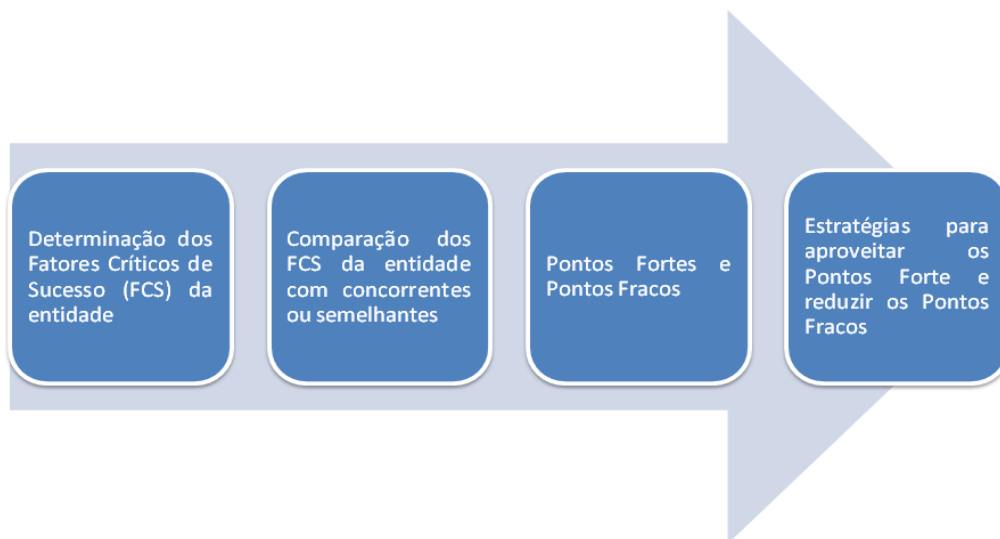 Determinação dos
Fatores Críticos de
Sucesso (FCS) da
entidade
Comparação dos
FCS da entidade
com concorrentes
ou semelhantes
Pontos Fortes e
Pontos Fracos
Estratégias para
aproveitar os
Pontos Forte e
reduzir os Pontos
Fracos